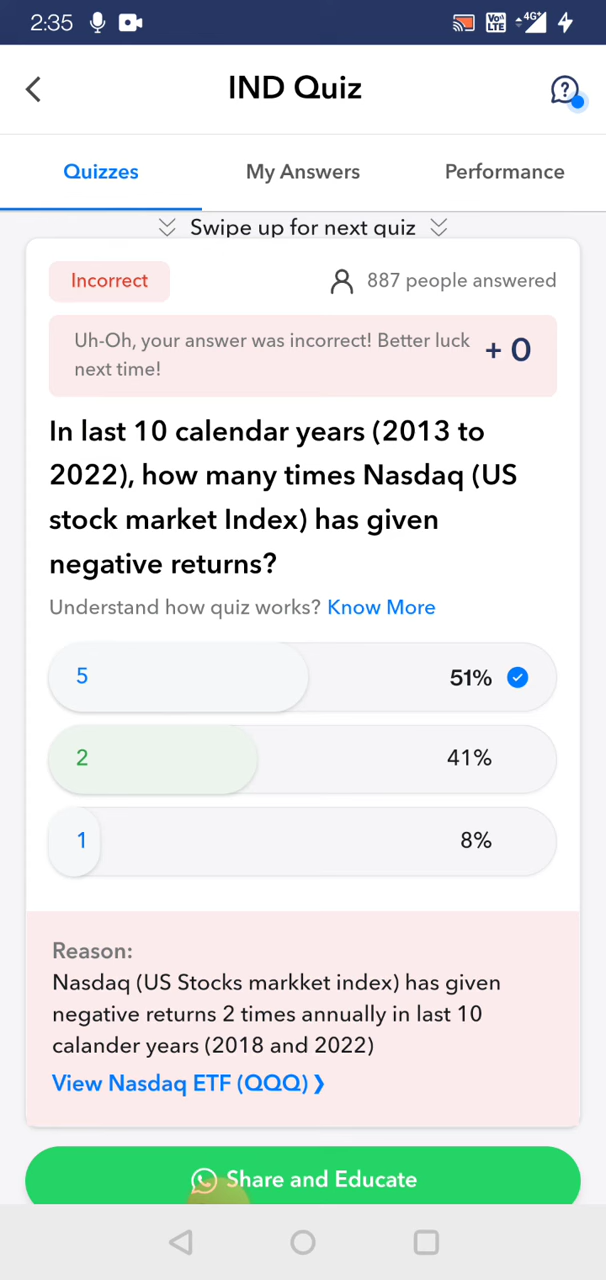 2:35
Vo)) LTE
4G+
IND Quiz
Quizzes
My Answers
Performance
Swipe up for next quiz
Incorrect
887 people answered
Uh-Oh, your answer was incorrect! Better luck
next time!
+ 0
In last 10 calendar years (2013 to
2022), how many times Nasdaq (US
stock market Index) has given
negative returns?
Understand how quiz works? Know More
5
51%
2
41%
1
8%
Reason:
Nasdaq (US Stocks markket index) has given
negative returns 2 times annually in last 10
calander years (2018 and 2022)
View Nasdaq ETF (QQQ) ❯
Share and Educate